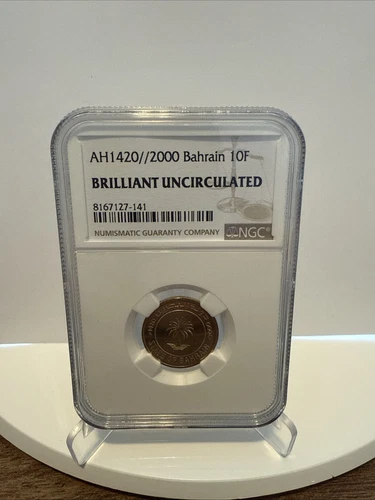 AH1420//2000 Bahrain 10F
BRILLIANT UNCIRCULATED
8167127-141
NUMISMATIC GUARANTY COMPANY
NGC